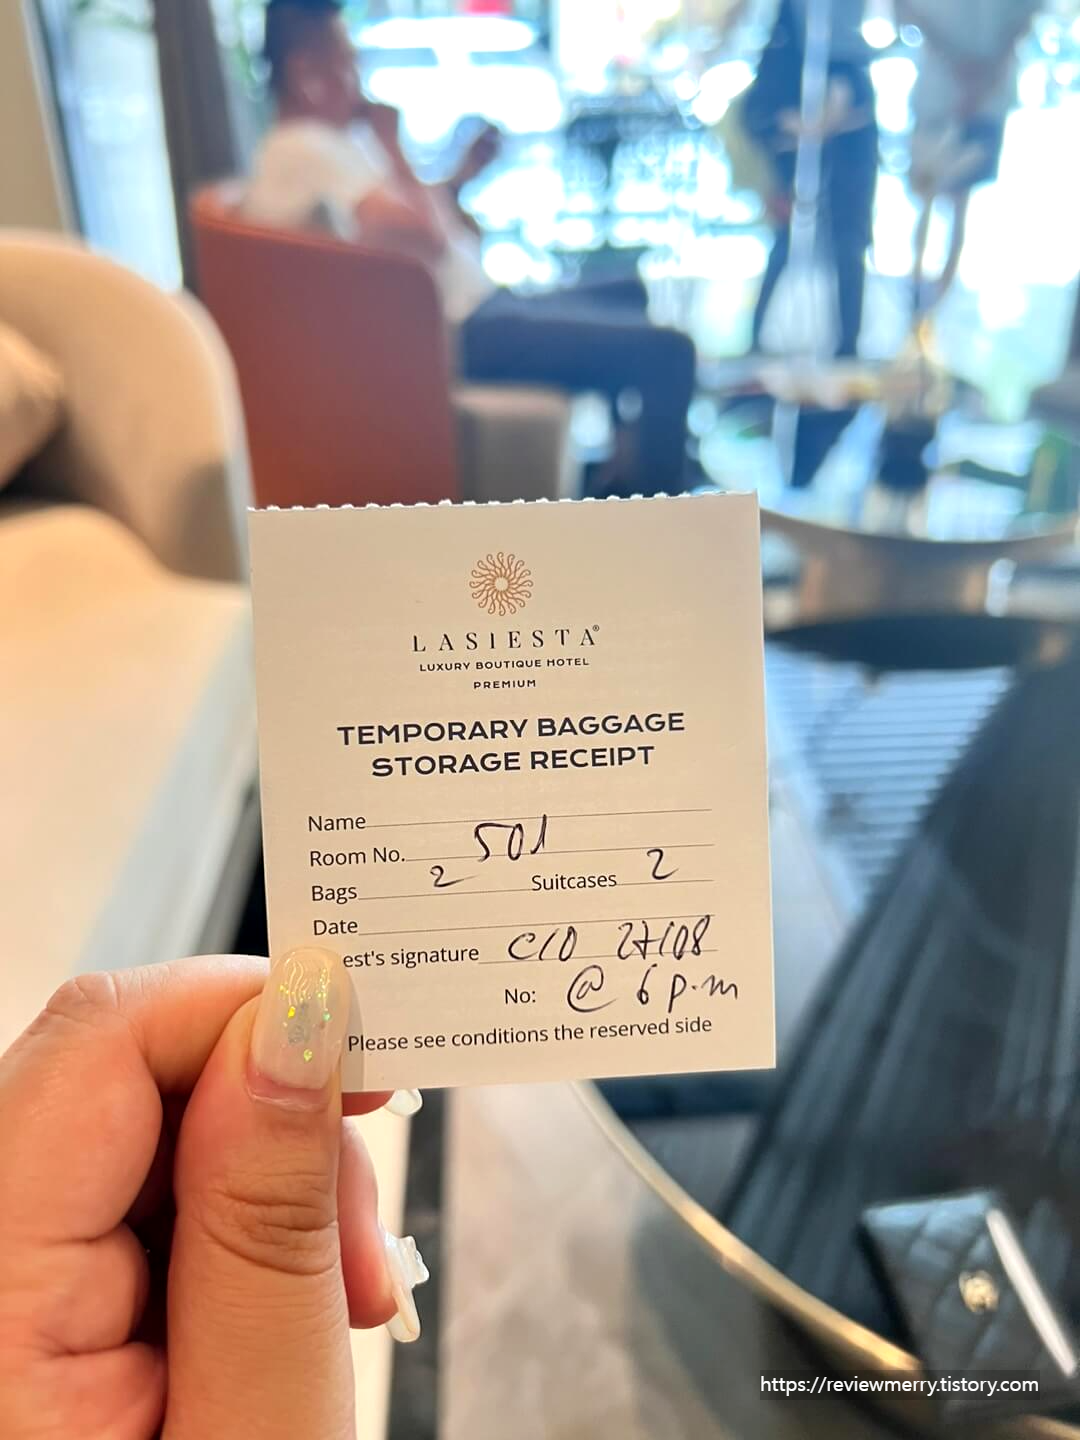 LASIESTA®
LUXURY BOUTIQUE HOTEL
PREMIUM
TEMPORARY BAGGAGE
STORAGE RECEIPT
Name
Room No. 501
Bags 2 Suitcases 2
Date
est's signature C/O 27/08
No: @ 6 p.m
Please see conditions the reserved side
https://reviewmerry.tistory.com